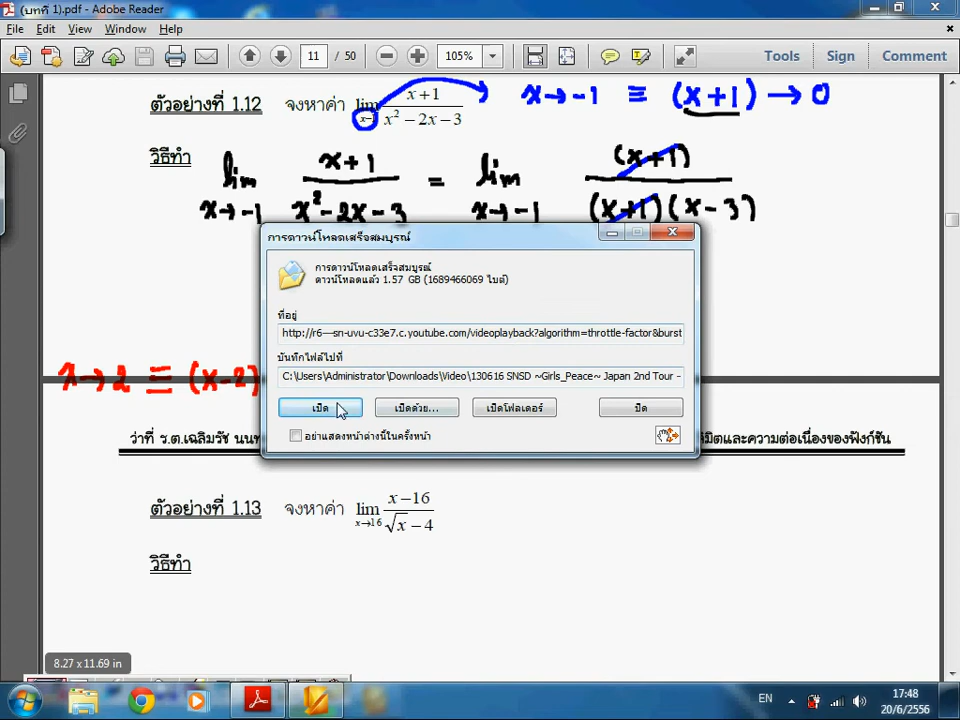 (บทที่ 1).pdf - Adobe Reader
File Edit View Window Help
11 / 50 105% Tools Sign Comment
ตัวอย่างที่ 1.12 จงหาค่า lim x→-1 x+1 / x² − 2x − 3 x → -1 ≡ (x+1) → 0
วิธีทำ lim x→-1 x+1 / x²-2x-3 = lim x→-1 (x+1) / (x+1)(x-3)
การดาวน์โหลดเสร็จสมบูรณ์
การดาวน์โหลดเสร็จสมบูรณ์
ดาวน์โหลดแล้ว 1.57 GB (1689466069 ไบต์)
ที่อยู่
http://r6---sn-uvu-c33e7.c.youtube.com/videoplayback?algorithm=throttle-factor&burst
บันทึกไฟล์ไปที่
C:\Users\Administrator\Downloads\Video\130616 SNSD ~Girls_Peace~ Japan 2nd Tour -
x → 2 ≡ (x-2)
เปิด เปิดด้วย... เปิดโฟลเดอร์ ปิด
อย่าแสดงหน้าต่างนี้ในครั้งหน้า
ว่าที่ ร.ต.เฉลิมรัช นนท ิมิตและความต่อเนื่องของฟังก์ชัน
ตัวอย่างที่ 1.13 จงหาค่า lim x→16 x−16 / √x − 4
วิธีทำ
8.27 x 11.69 in
EN 17:48
20/6/2556